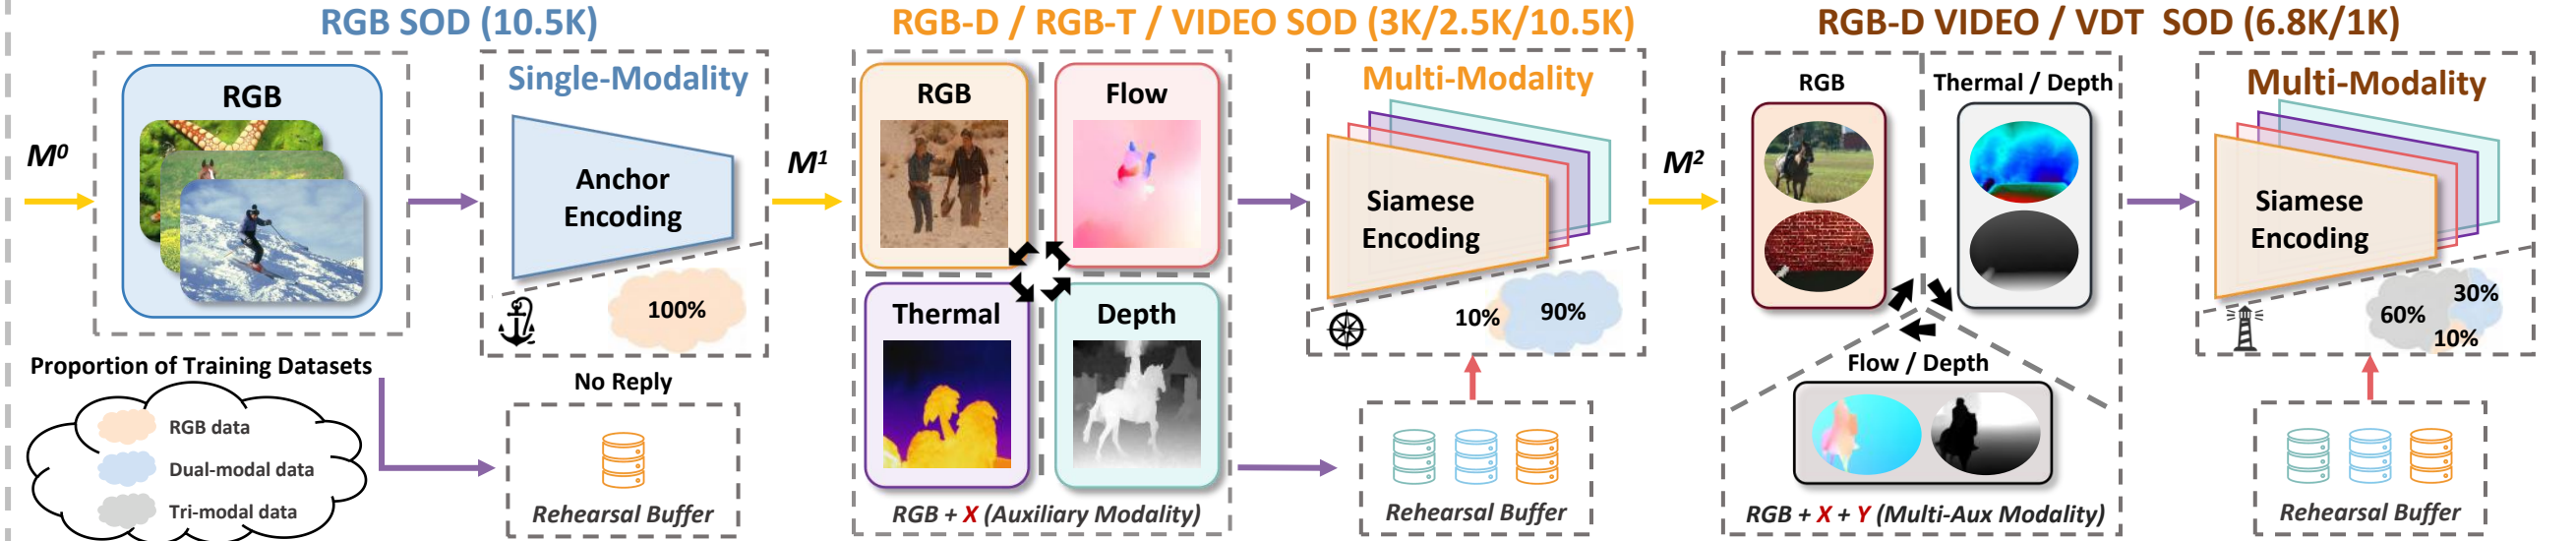 RGB SOD (10.5K)
M⁰
RGB
Single-Modality
Anchor
Encoding
100%
Proportion of Training Datasets
RGB data
Dual-modal data
Tri-modal data
No Reply
Rehearsal Buffer
M¹
RGB-D / RGB-T / VIDEO SOD (3K/2.5K/10.5K)
RGB
Flow
Thermal
Depth
RGB + X (Auxiliary Modality)
Multi-Modality
Siamese
Encoding
10%
90%
Rehearsal Buffer
M²
RGB-D VIDEO / VDT SOD (6.8K/1K)
RGB
Thermal / Depth
Flow / Depth
RGB + X + Y (Multi-Aux Modality)
Multi-Modality
Siamese
Encoding
30%
60%
10%
Rehearsal Buffer